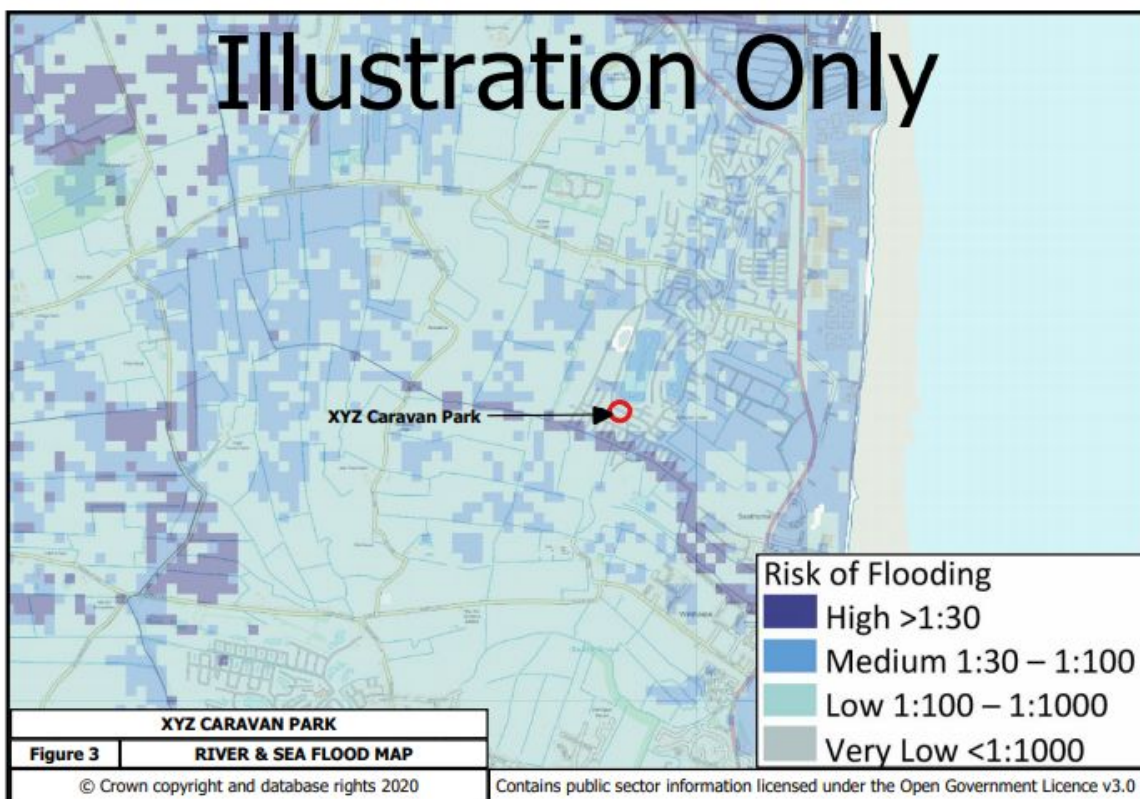 Illustration Only
XYZ Caravan Park
Risk of Flooding
High >1:30
Medium 1:30 – 1:100
Low 1:100 – 1:1000
Very Low <1:1000
XYZ CARAVAN PARK
Figure 3 RIVER & SEA FLOOD MAP
© Crown copyright and database rights 2020
Contains public sector information licensed under the Open Government Licence v3.0